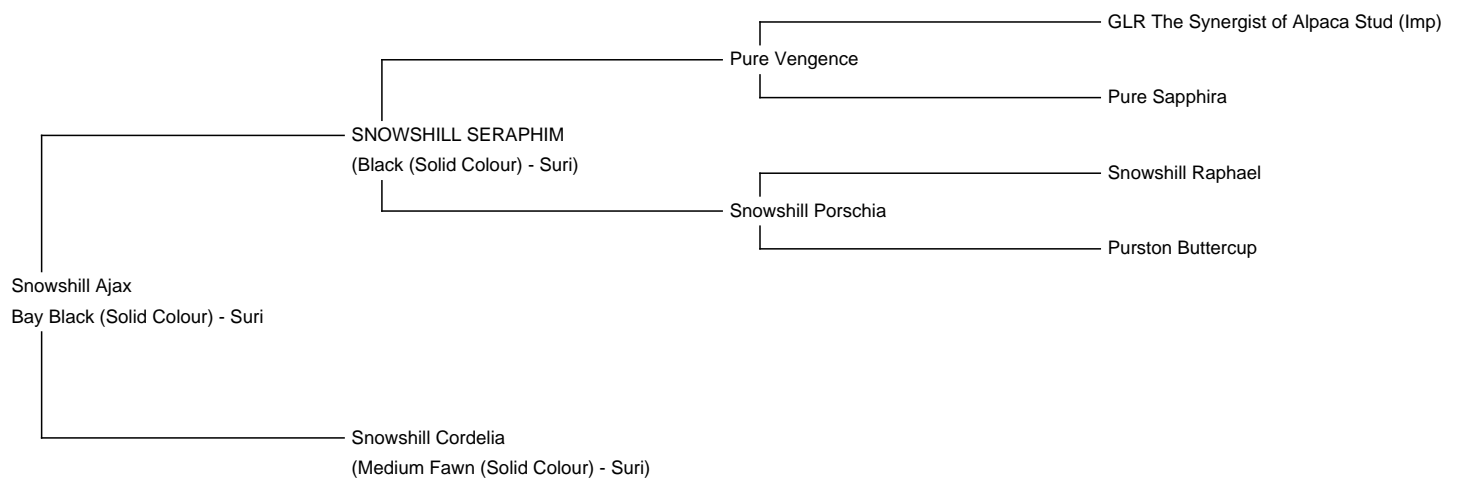 GLR The Synergist of Alpaca Stud (Imp)
Pure Vengence
Pure Sapphira
SNOWSHILL SERAPHIM
(Black (Solid Colour) - Suri)
Snowshill Raphael
Snowshill Porschia
Purston Buttercup
Snowshill Ajax
Bay Black (Solid Colour) - Suri
Snowshill Cordelia
(Medium Fawn (Solid Colour) - Suri)